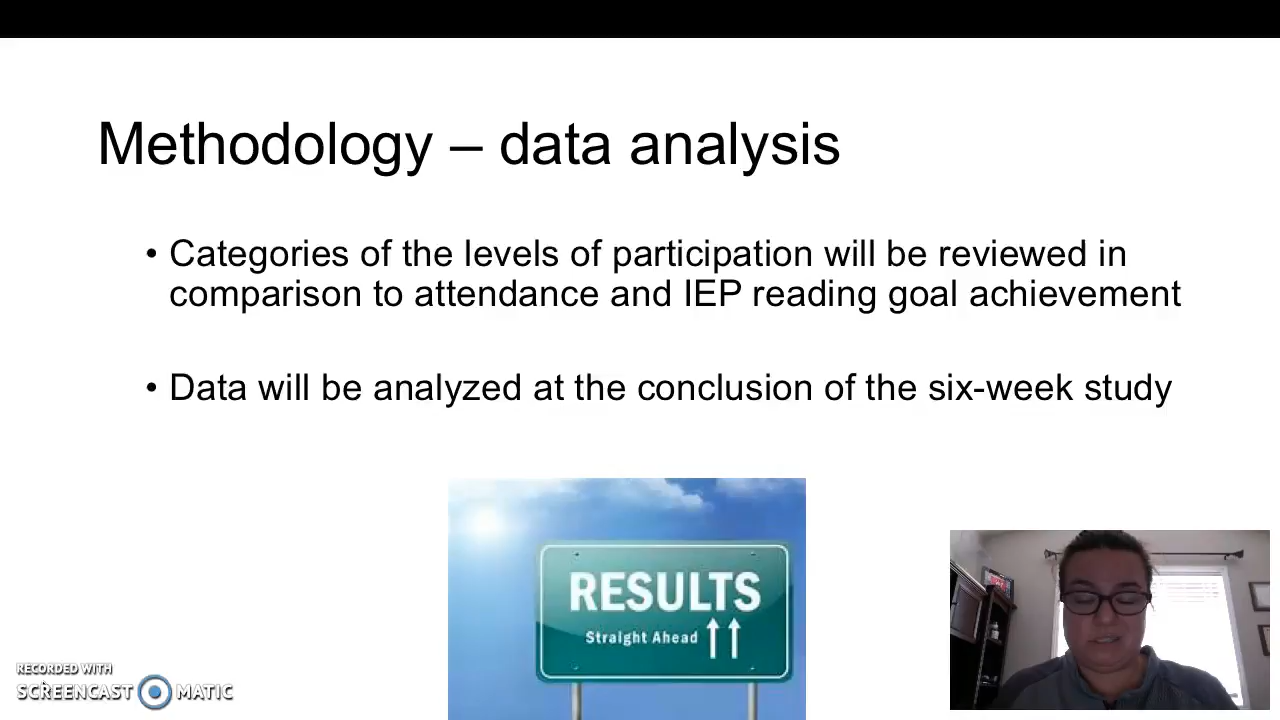 Methodology – data analysis
• Categories of the levels of participation will be reviewed in
comparison to attendance and IEP reading goal achievement
• Data will be analyzed at the conclusion of the six-week study
RESULTS
Straight Ahead
RECORDED WITH
SCREENCAST MATIC